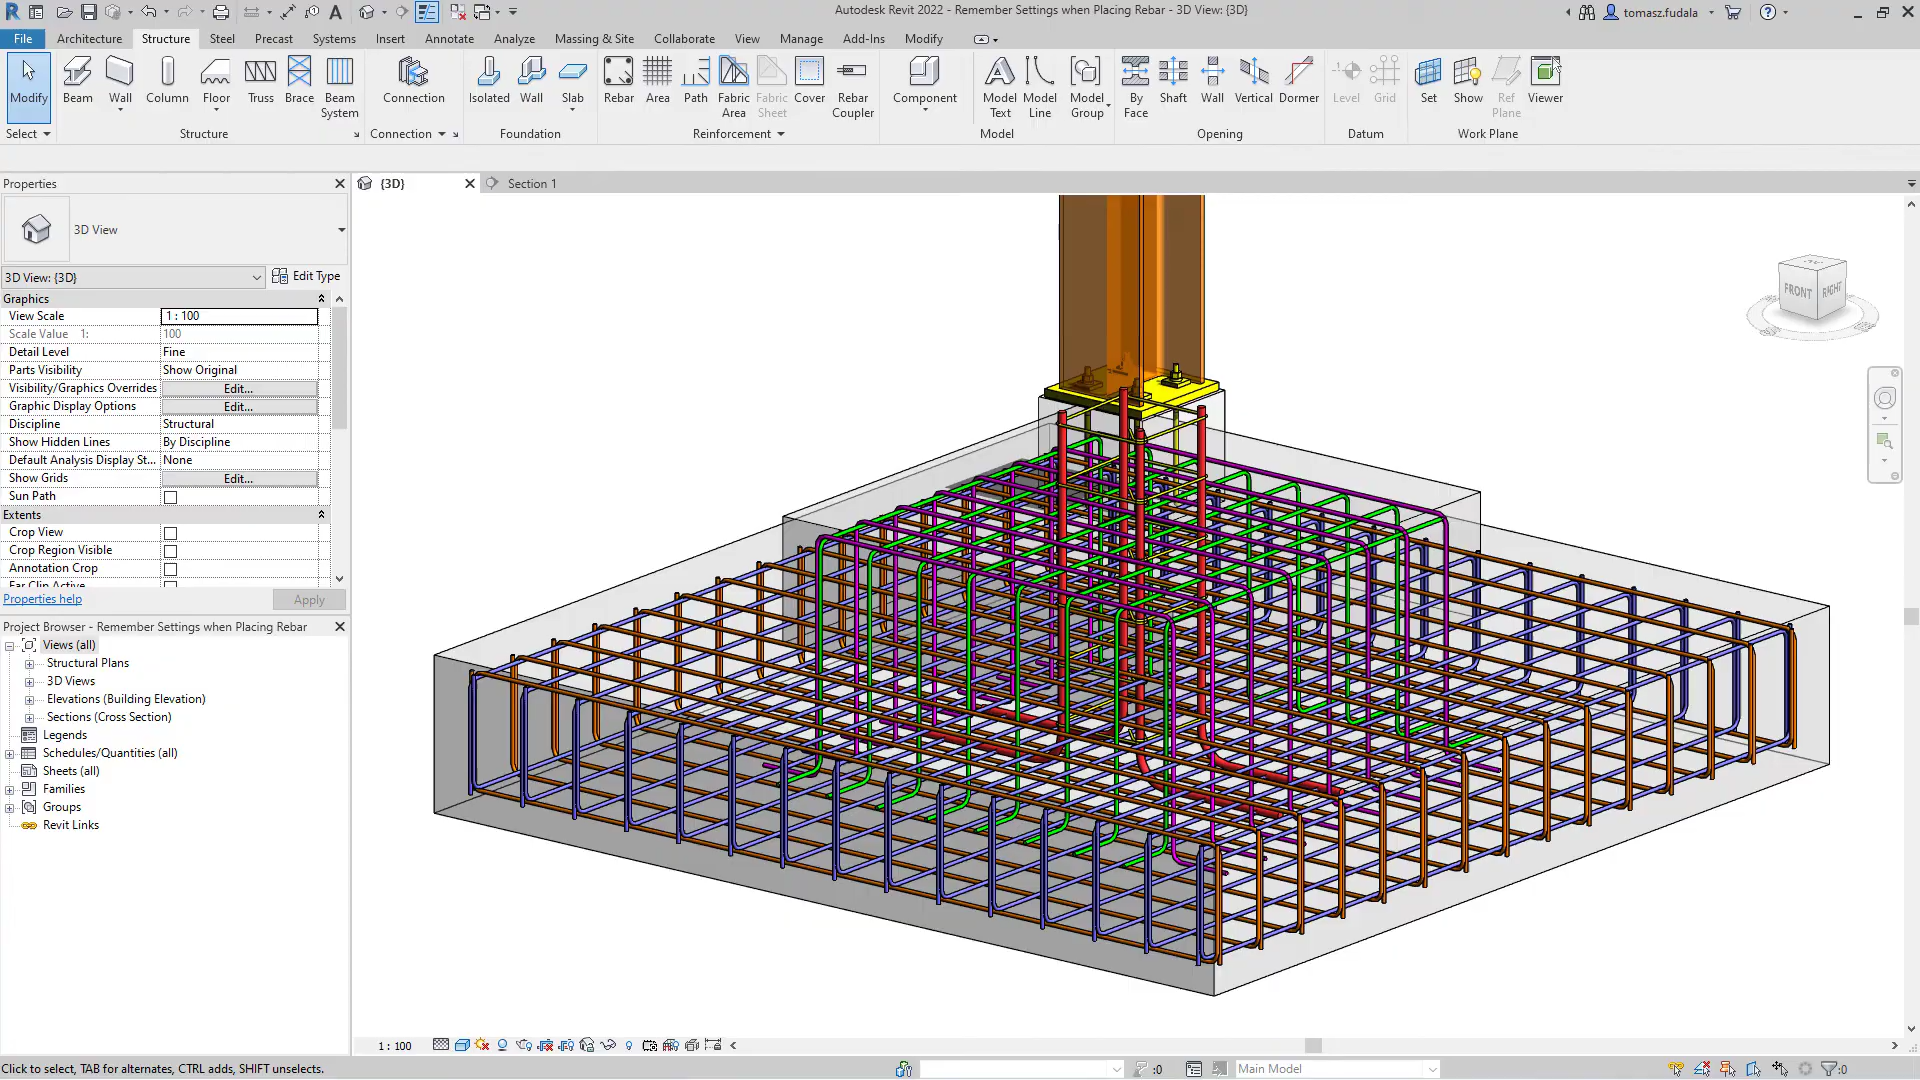 Autodesk Revit 2022 - Remember Settings when Placing Rebar - 3D View: {3D}
tomasz.fudala
File Architecture Structure Steel Precast Systems Insert Annotate Analyze Massing & Site Collaborate View Manage Add-Ins Modify
Modify
Beam Wall Column Floor Truss Brace Beam System
Connection
Isolated Wall Slab
Rebar Area Path Fabric Area Fabric Sheet Cover Rebar Coupler
Component
Model Text Model Line Model Group
By Face Shaft Wall Vertical Dormer
Level Grid
Set Show Ref Plane Viewer
Select Structure Connection Foundation Reinforcement Model Opening Datum Work Plane
Properties
{3D}
Section 1
3D View
3D View: {3D}
Edit Type
Graphics
View Scale 1 : 100
Scale Value 1: 100
Detail Level Fine
Parts Visibility Show Original
Visibility/Graphics Overrides Edit...
Graphic Display Options Edit...
Discipline Structural
Show Hidden Lines By Discipline
Default Analysis Display St... None
Show Grids Edit...
Sun Path
Extents
Crop View
Crop Region Visible
Annotation Crop
Far Clip Active
Properties help
Apply
Project Browser - Remember Settings when Placing Rebar
Views (all)
Structural Plans
3D Views
Elevations (Building Elevation)
Sections (Cross Section)
Legends
Schedules/Quantities (all)
Sheets (all)
Families
Groups
Revit Links
FRONT
RIGHT
1 : 100
Click to select, TAB for alternates, CTRL adds, SHIFT unselects.
:0
Main Model
:0